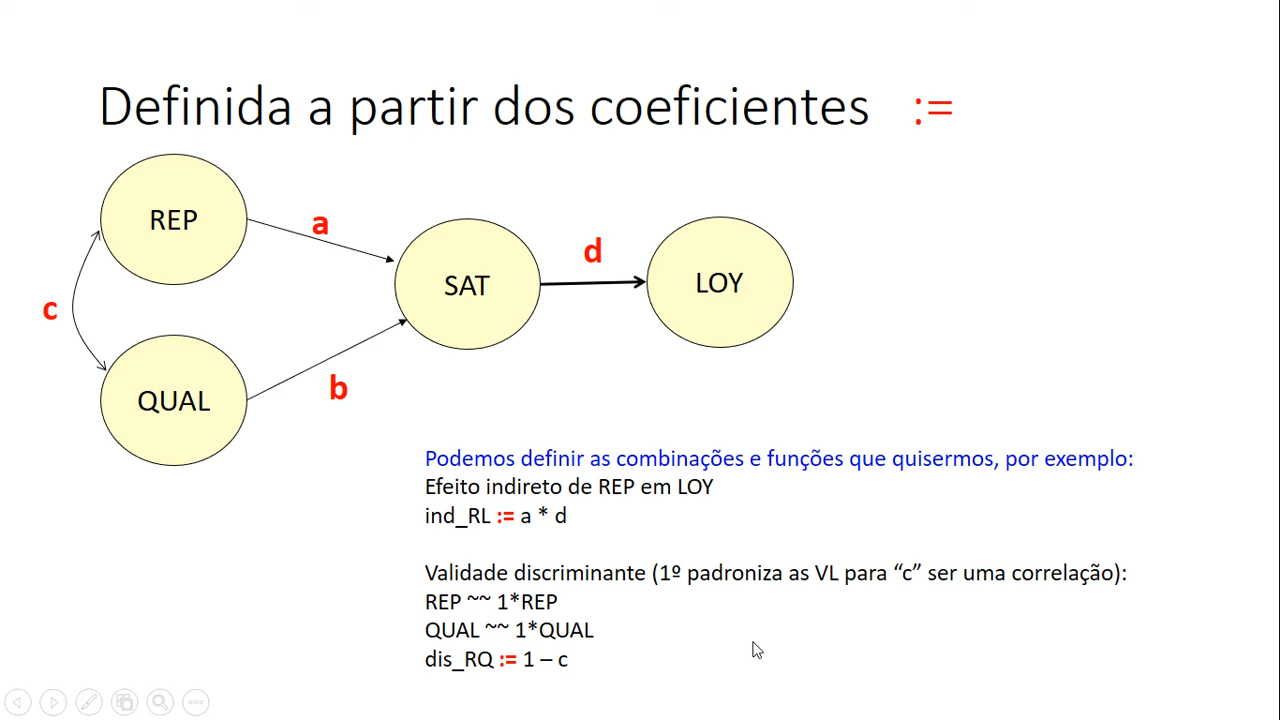 Definida a partir dos coeficientes :=
REP
a
SAT
d
LOY
c
QUAL
b
Podemos definir as combinações e funções que quisermos, por exemplo:
Efeito indireto de REP em LOY
ind_RL := a * d
Validade discriminante (1º padroniza as VL para “c” ser uma correlação):
REP ~~ 1*REP
QUAL ~~ 1*QUAL
dis_RQ := 1 – c